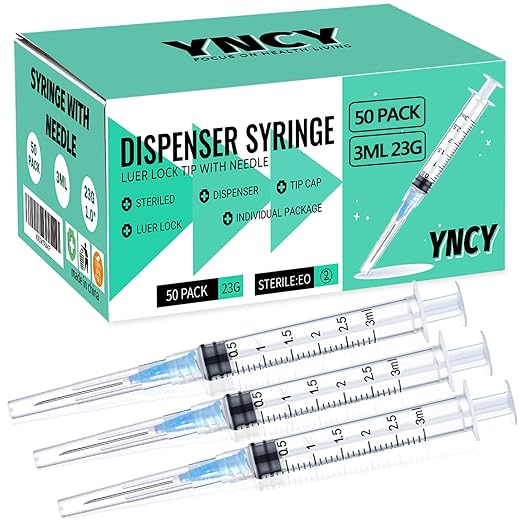 YNCY
FOCUS ON HEALTH LIVING
SYRINGE WITH
NEEDLE
50
PACK
3ML
23G
1.0"
made in china
DISPENSER SYRINGE
LUER LOCK TIP WITH NEEDLE
STERILED
DISPENSER
TIP CAP
LUER LOCK
INDIVIDUAL PACKAGE
50 PACK
23G
STERILE:EO
2
50 PACK
3ML 23G
YNCY
0.5 1 1.5 2 2.5 3ml
0.5 1 1.5 2 2.5 3ml
0.5 1 1.5 2 2.5 3ml